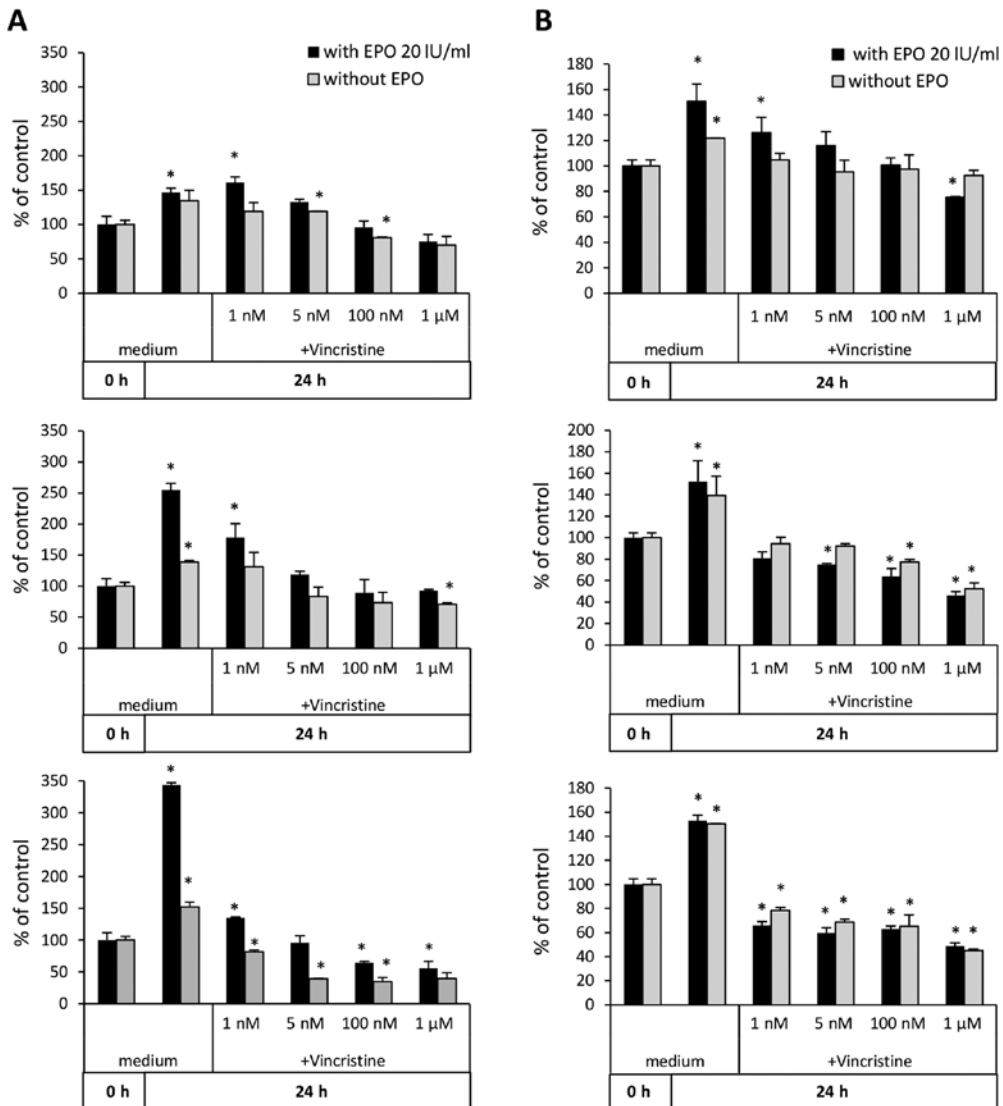 A
350
300
250
200
150
100
50
0
% of control
with EPO 20 IU/ml
without EPO
* * * *
1 nM 5 nM 100 nM 1 µM
medium +Vincristine
0 h 24 h
350
300
250
200
150
100
50
0
% of control
* * * *
1 nM 5 nM 100 nM 1 µM
medium +Vincristine
0 h 24 h
350
300
250
200
150
100
50
0
% of control
* * * * * * * *
1 nM 5 nM 100 nM 1 µM
medium +Vincristine
0 h 24 h
B
180
160
140
120
100
80
60
40
20
0
% of control
with EPO 20 IU/ml
without EPO
* * * *
1 nM 5 nM 100 nM 1 µM
medium +Vincristine
0 h 24 h
200
180
160
140
120
100
80
60
40
20
0
% of control
* * * * * * *
1 nM 5 nM 100 nM 1 µM
medium +Vincristine
0 h 24 h
180
160
140
120
100
80
60
40
20
0
% of control
* * * * * * * * * *
1 nM 5 nM 100 nM 1 µM
medium +Vincristine
0 h 24 h